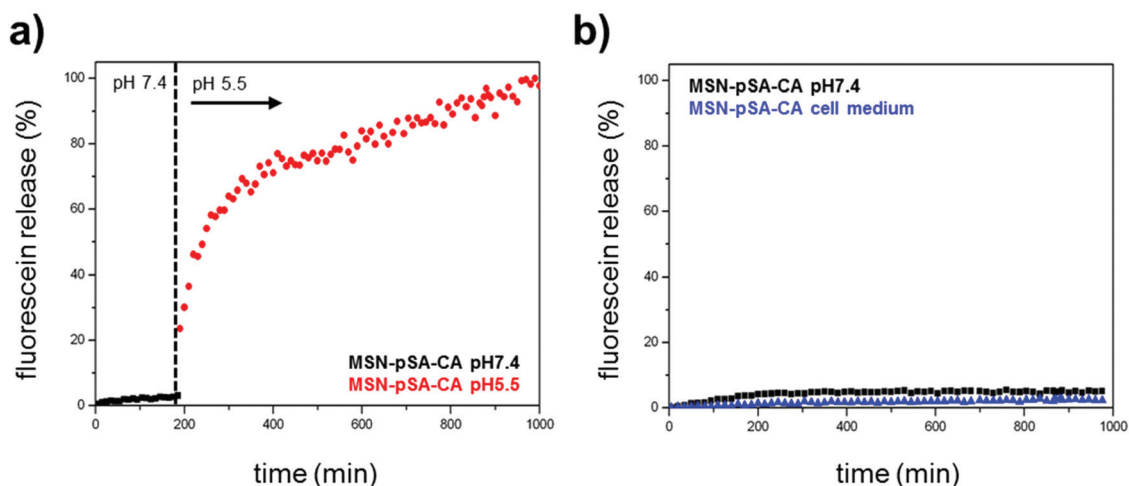 a)
fluorescein release (%)
100
80
60
40
20
0
pH 7.4
pH 5.5
MSN-pSA-CA pH7.4
MSN-pSA-CA pH5.5
0 200 400 600 800 1000
time (min)
b)
fluorescein release (%)
100
80
60
40
20
0
MSN-pSA-CA pH7.4
MSN-pSA-CA cell medium
0 200 400 600 800 1000
time (min)